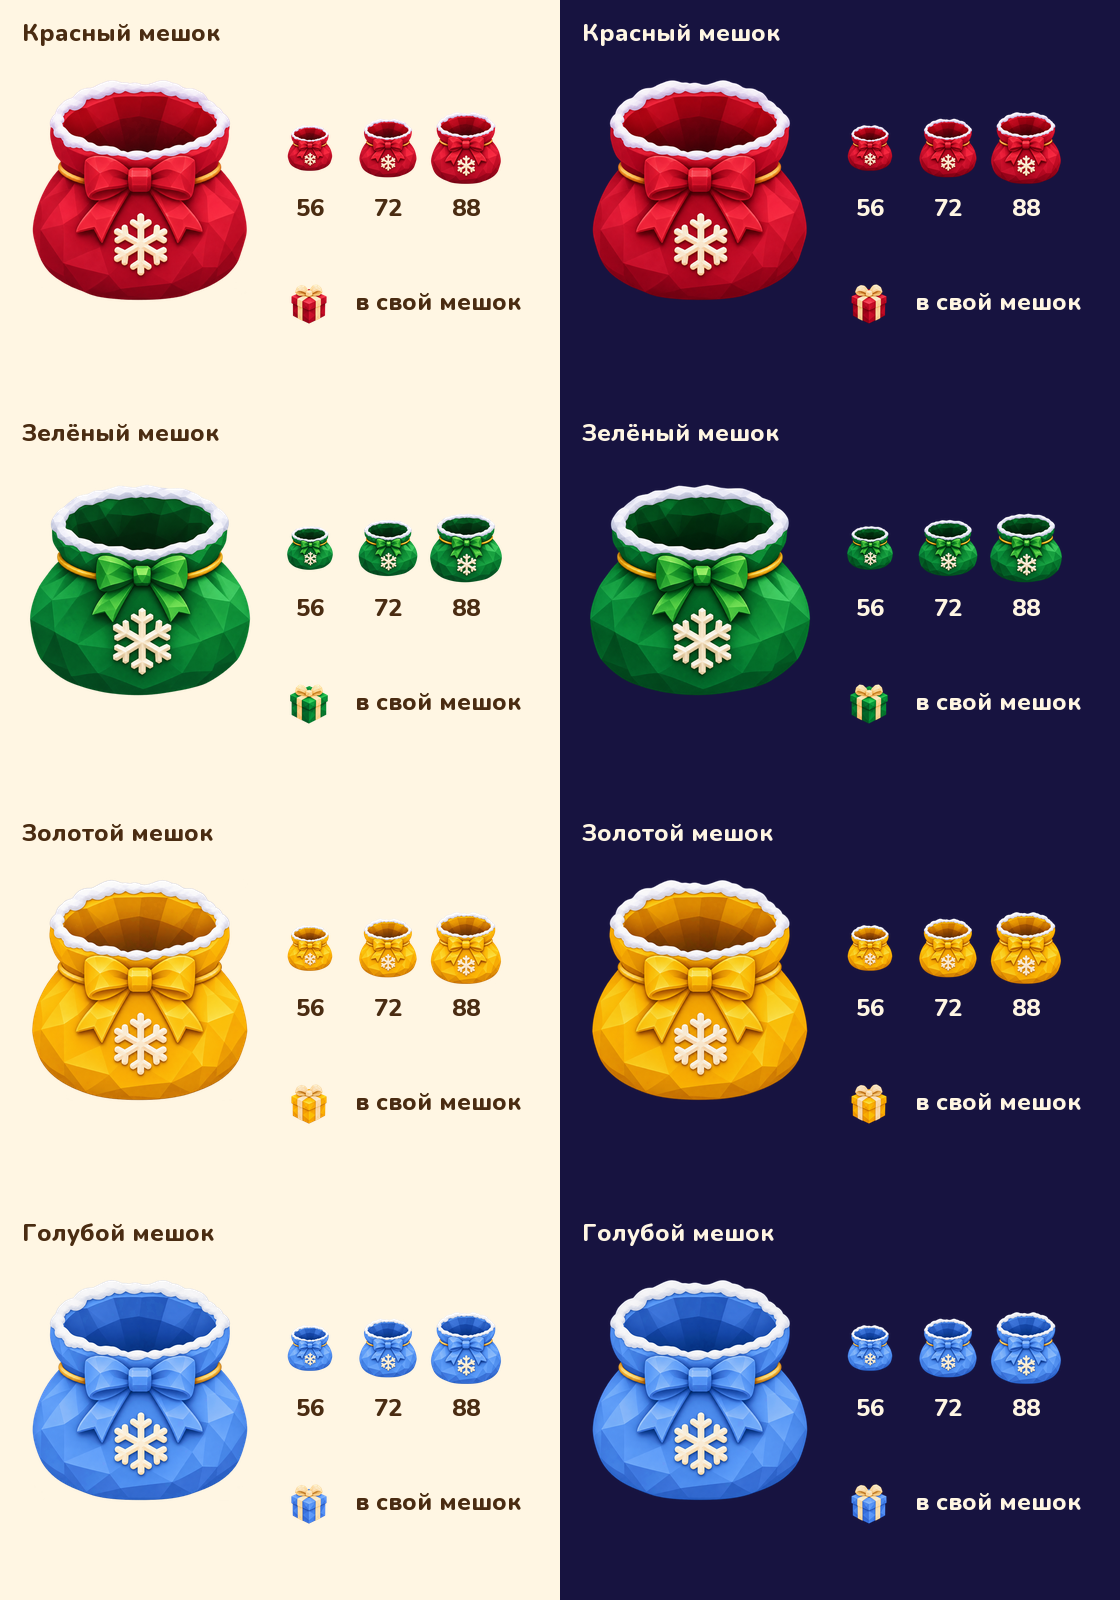 Красный мешок
56 72 88
в свой мешок
Красный мешок
56 72 88
в свой мешок
Зелёный мешок
56 72 88
в свой мешок
Зелёный мешок
56 72 88
в свой мешок
Золотой мешок
56 72 88
в свой мешок
Золотой мешок
56 72 88
в свой мешок
Голубой мешок
56 72 88
в свой мешок
Голубой мешок
56 72 88
в свой мешок